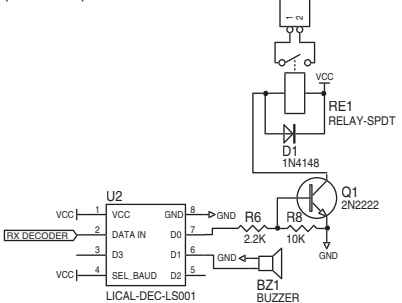 1 2
VCC
RE1
RELAY-SPDT
D1
1N4148
Q1
2N2222
U2
VCC 1 VCC GND 8 GND
RX DECODER 2 DATA IN D0 7 R6 2.2K R8 10K
3 D3 D1 6 GND
GND
VCC 4 SEL_BAUD D2 5
BZ1
LICAL-DEC-LS001
BUZZER